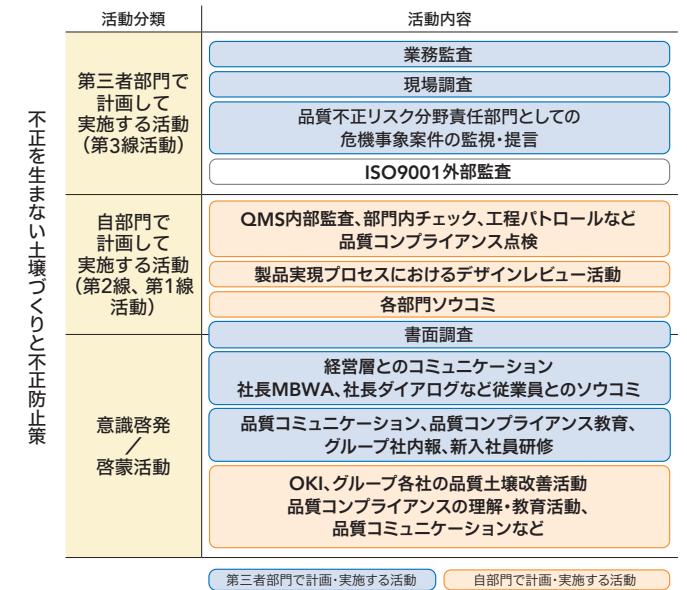 活動分類
活動内容
不正を生まない土壌づくりと不正防止策
第三者部門で
計画して
実施する活動
（第3線活動）
業務監査
現場調査
品質不正リスク分野責任部門としての
危機事象案件の監視・提言
ISO9001外部監査
自部門で
計画して
実施する活動
（第2線、第1線
活動）
QMS内部監査、部門内チェック、工程パトロールなど
品質コンプライアンス点検
製品実現プロセスにおけるデザインレビュー活動
各部門ソウコミ
書面調査
意識啓発
／
啓蒙活動
経営層とのコミュニケーション
社長MBWA、社長ダイアログなど従業員とのソウコミ
品質コミュニケーション、品質コンプライアンス教育、
グループ社内報、新入社員研修
OKI、グループ各社の品質土壌改善活動
品質コンプライアンスの理解・教育活動、
品質コミュニケーションなど
第三者部門で計画・実施する活動
自部門で計画・実施する活動